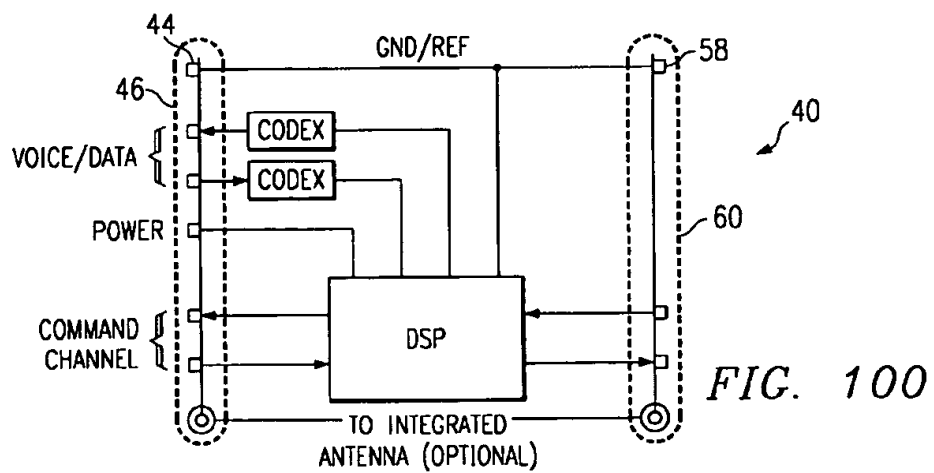 44
GND/REF
58
46
CODEX
40
VOICE/DATA
CODEX
POWER
60
COMMAND
CHANNEL
DSP
FIG. 100
TO INTEGRATED
ANTENNA (OPTIONAL)